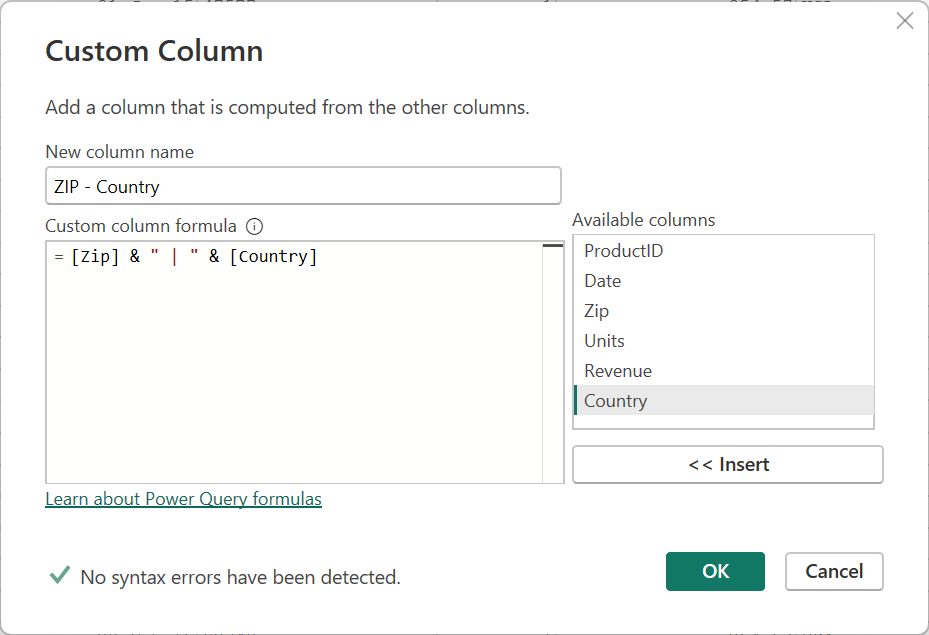 Custom Column
Add a column that is computed from the other columns.
New column name
ZIP - Country
Custom column formula
= [Zip] & " | " & [Country]
Available columns
ProductID
Date
Zip
Units
Revenue
Country
<< Insert
Learn about Power Query formulas
No syntax errors have been detected.
OK
Cancel